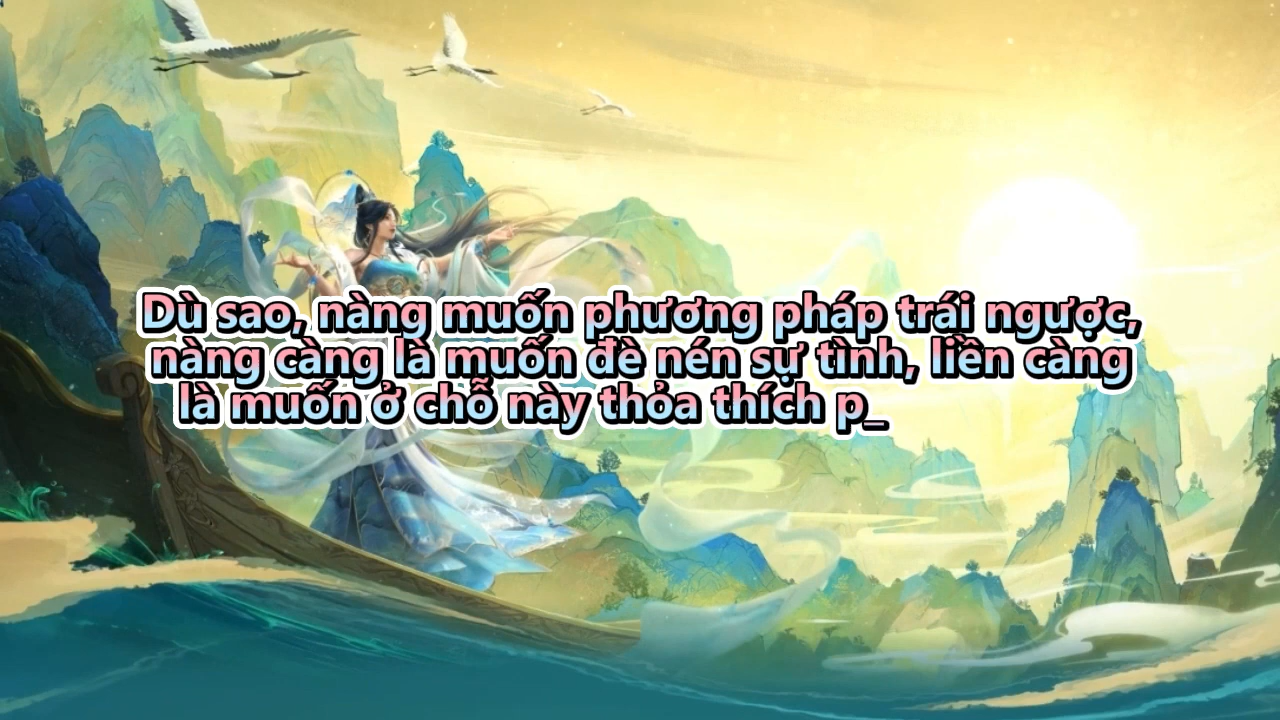 Dù sao, nàng muốn phương pháp trái ngược,
nàng càng là muốn đè nén sự tình, liền càng
là muốn ở chỗ này thỏa thích p_